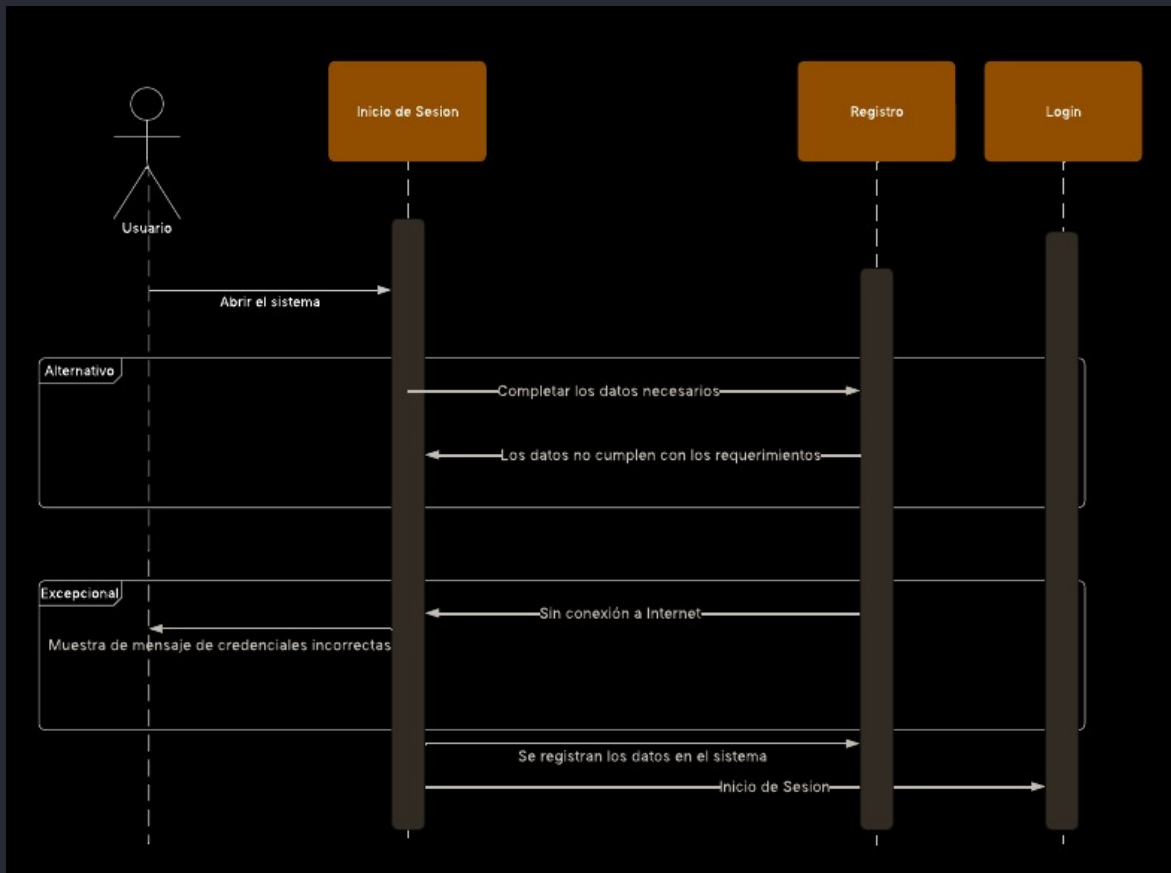 Inicio de Sesion
Registro
Login
Usuario
Abrir el sistema
Alternativo
Completar los datos necesarios
Los datos no cumplen con los requerimientos
Excepcional
Sin conexión a Internet
Muestra de mensaje de credenciales incorrectas
Se registran los datos en el sistema
Inicio de Sesion